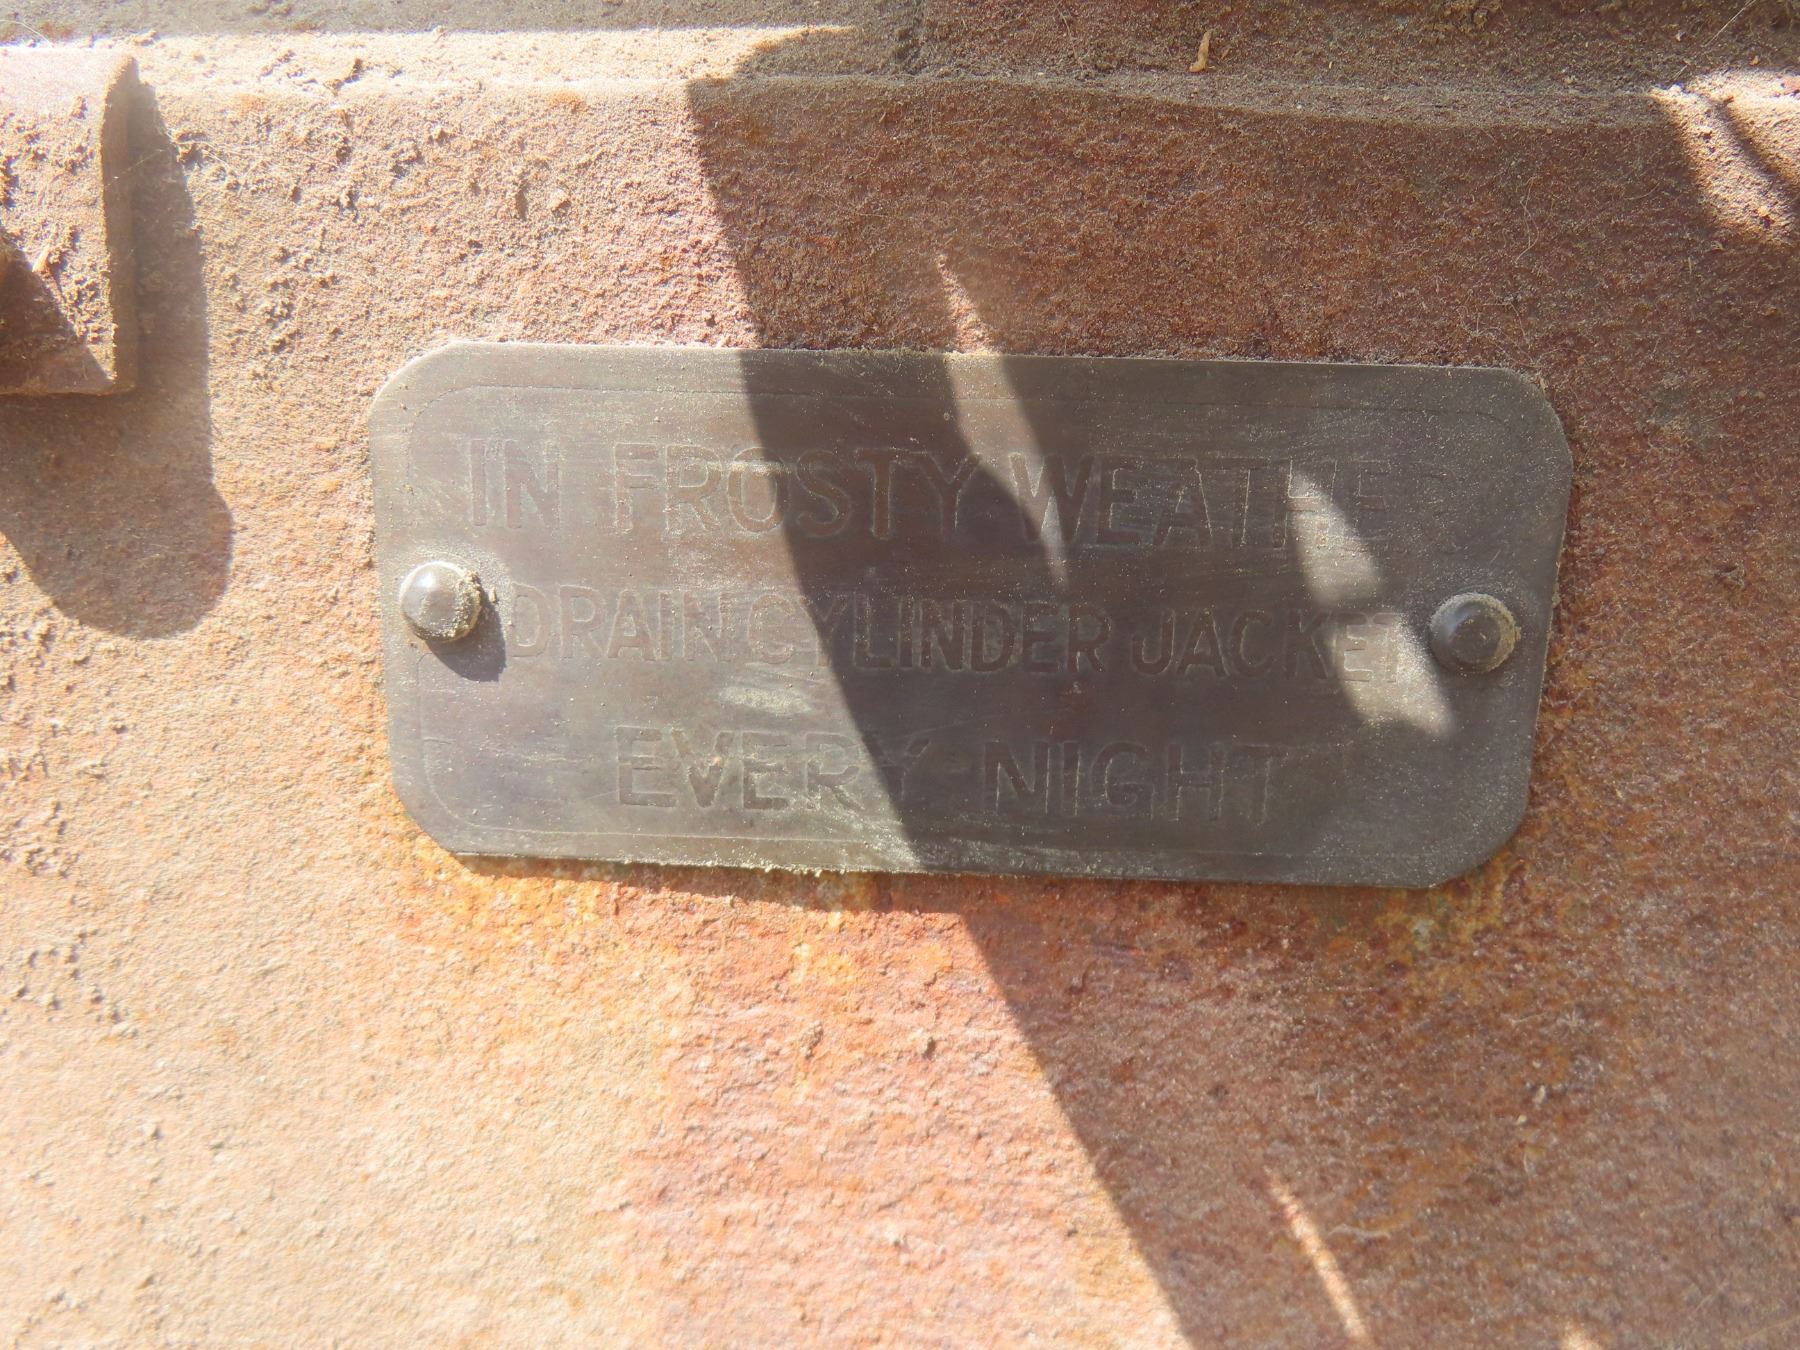 IN FROSTY WEATHER
DRAIN CYLINDER JACKET
EVERY NIGHT